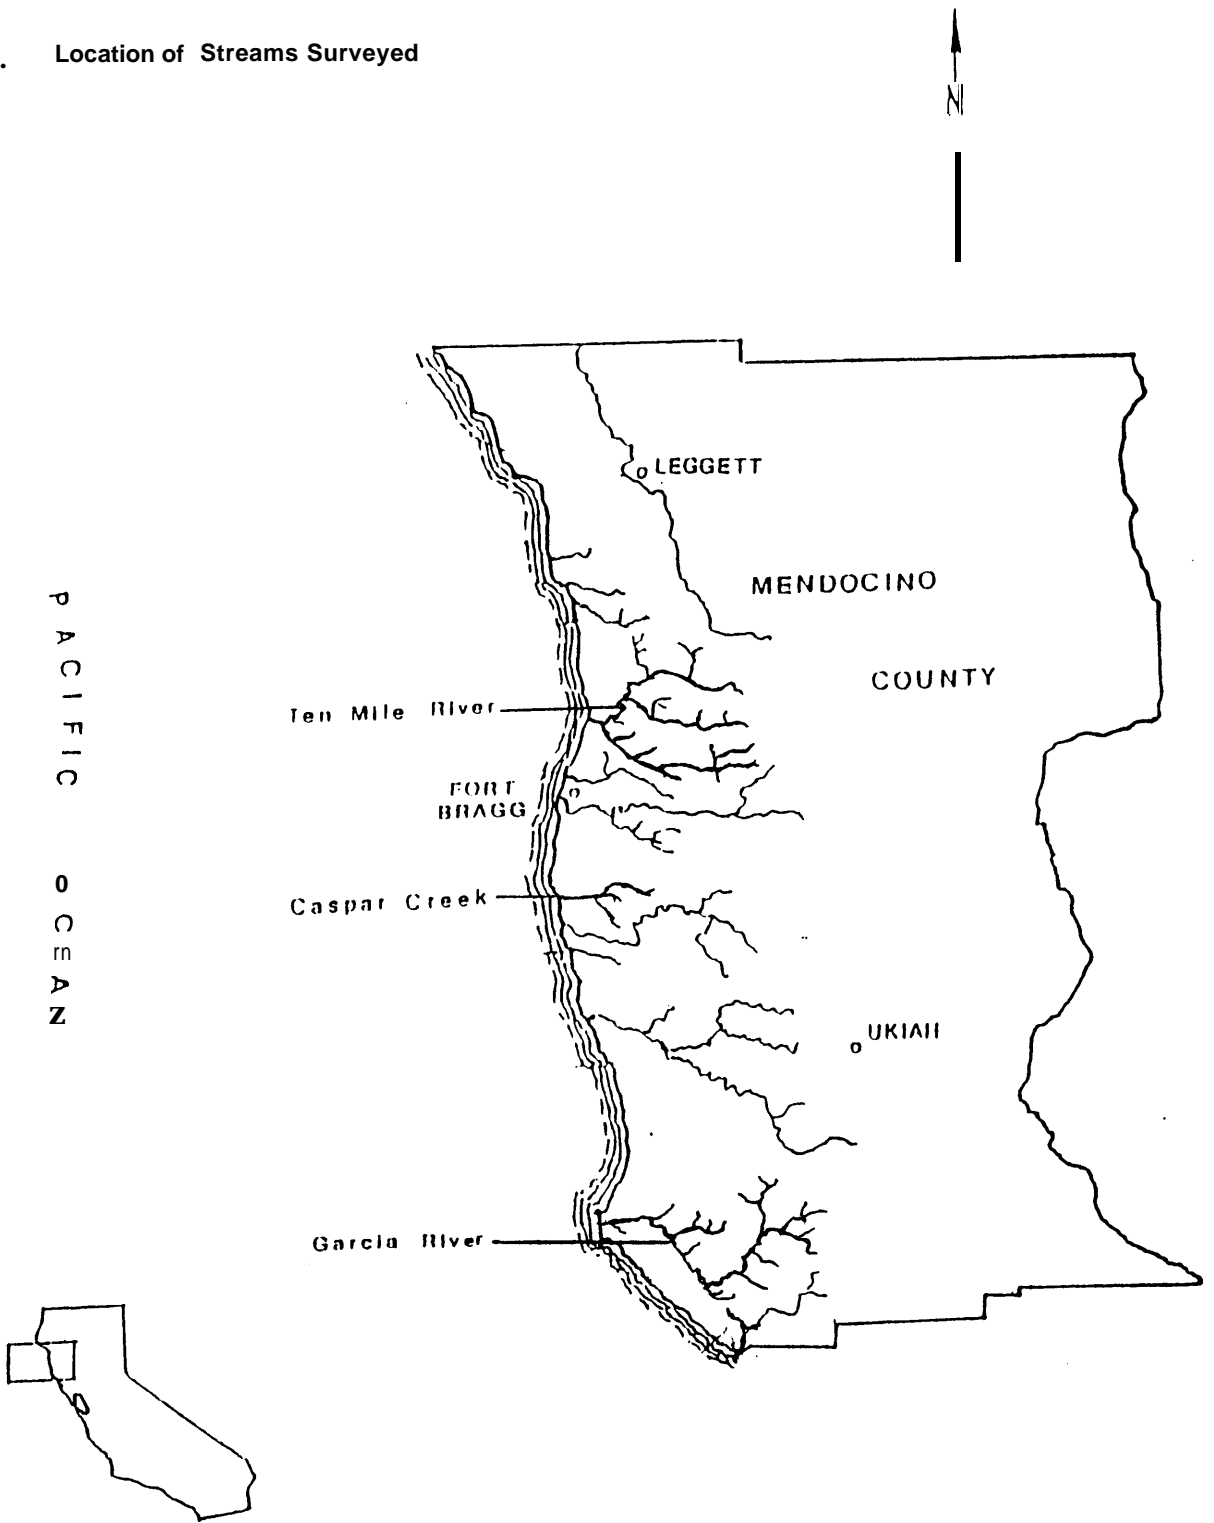 . Location of Streams Surveyed
N
LEGGETT
MENDOCINO
COUNTY
PACIFIC OCEAN
Ten Mile River
FORT
BRAGG
Caspar Creek
UKIAH
Garcia River